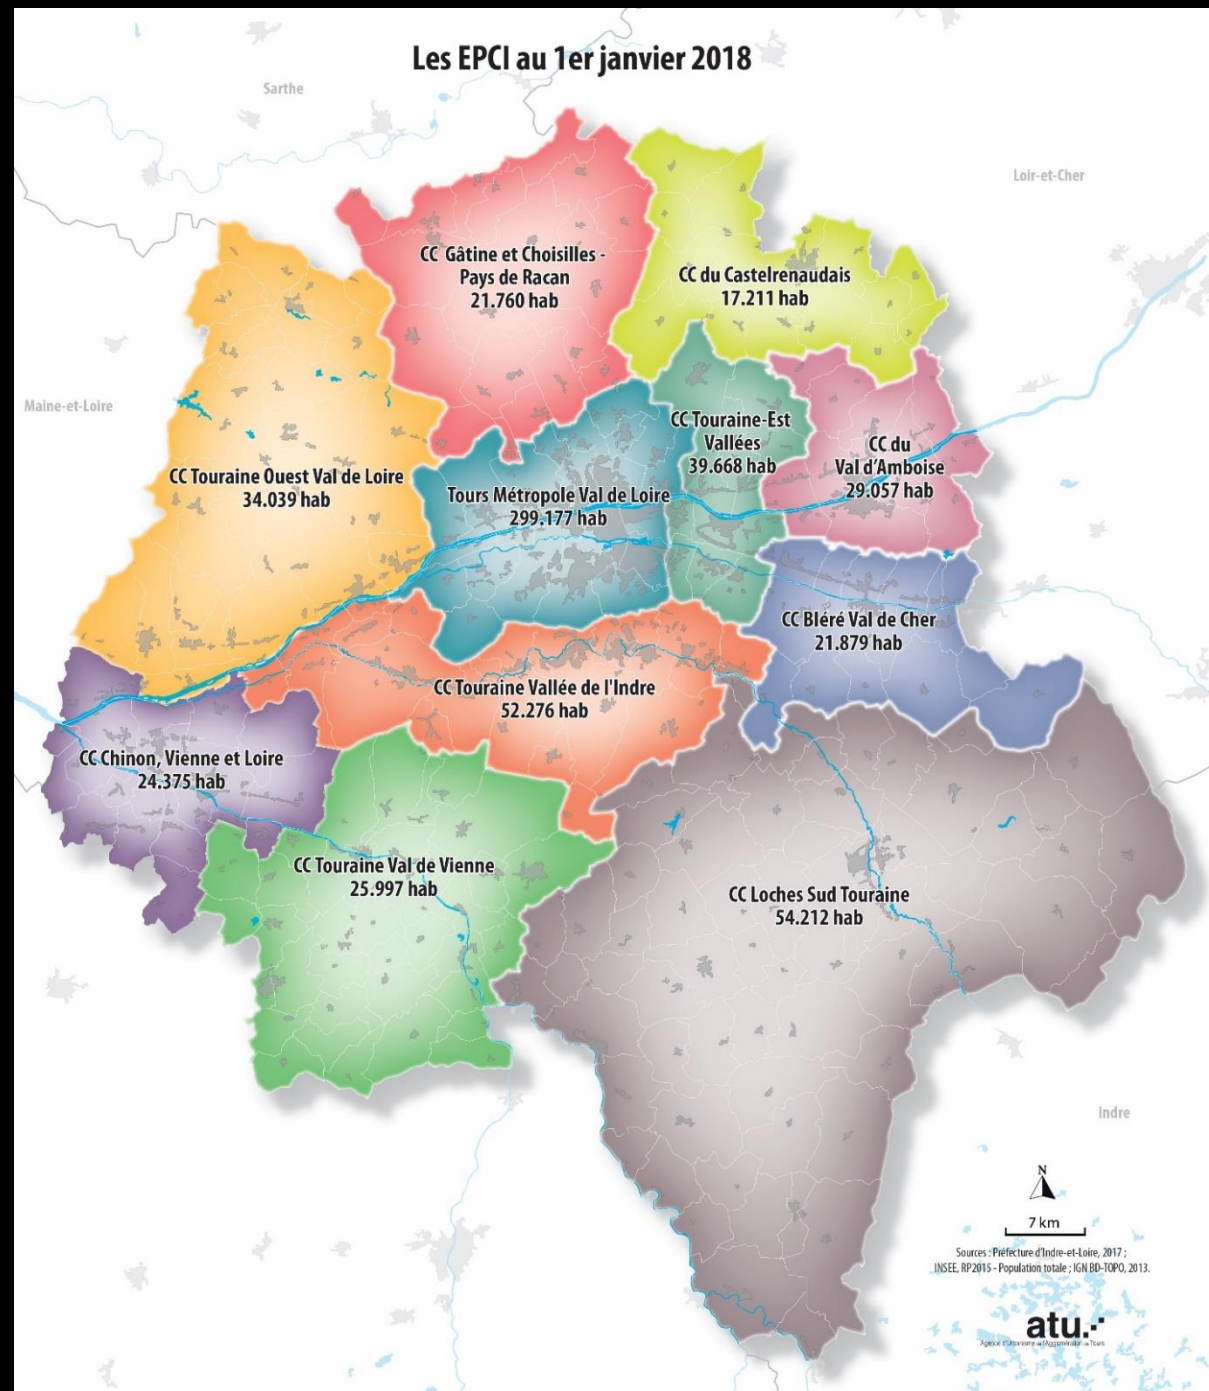 Les EPCI au 1er janvier 2018
Sarthe
Loir-et-Cher
CC Gâtine et Choisilles -
Pays de Racan
21.760 hab
CC du Castelrenaudais
17.211 hab
Maine-et-Loire
CC Touraine-Est
Vallées
39.668 hab
CC du
Val d'Amboise
29.057 hab
CC Touraine Ouest Val de Loire
34.039 hab
Tours Métropole Val de Loire
299.177 hab
CC Bléré Val de Cher
21.879 hab
CC Touraine Vallée de l'Indre
52.276 hab
CC Chinon, Vienne et Loire
24.375 hab
CC Touraine Val de Vienne
25.997 hab
CC Loches Sud Touraine
54.212 hab
Indre
N
7 km
Sources : Préfecture d'Indre-et-Loire, 2017 ;
INSEE, RP2015 - Population totale ; IGN BD-TOPO, 2013.
atu
Agence d'Urbanisme de l'Agglomération de Tours